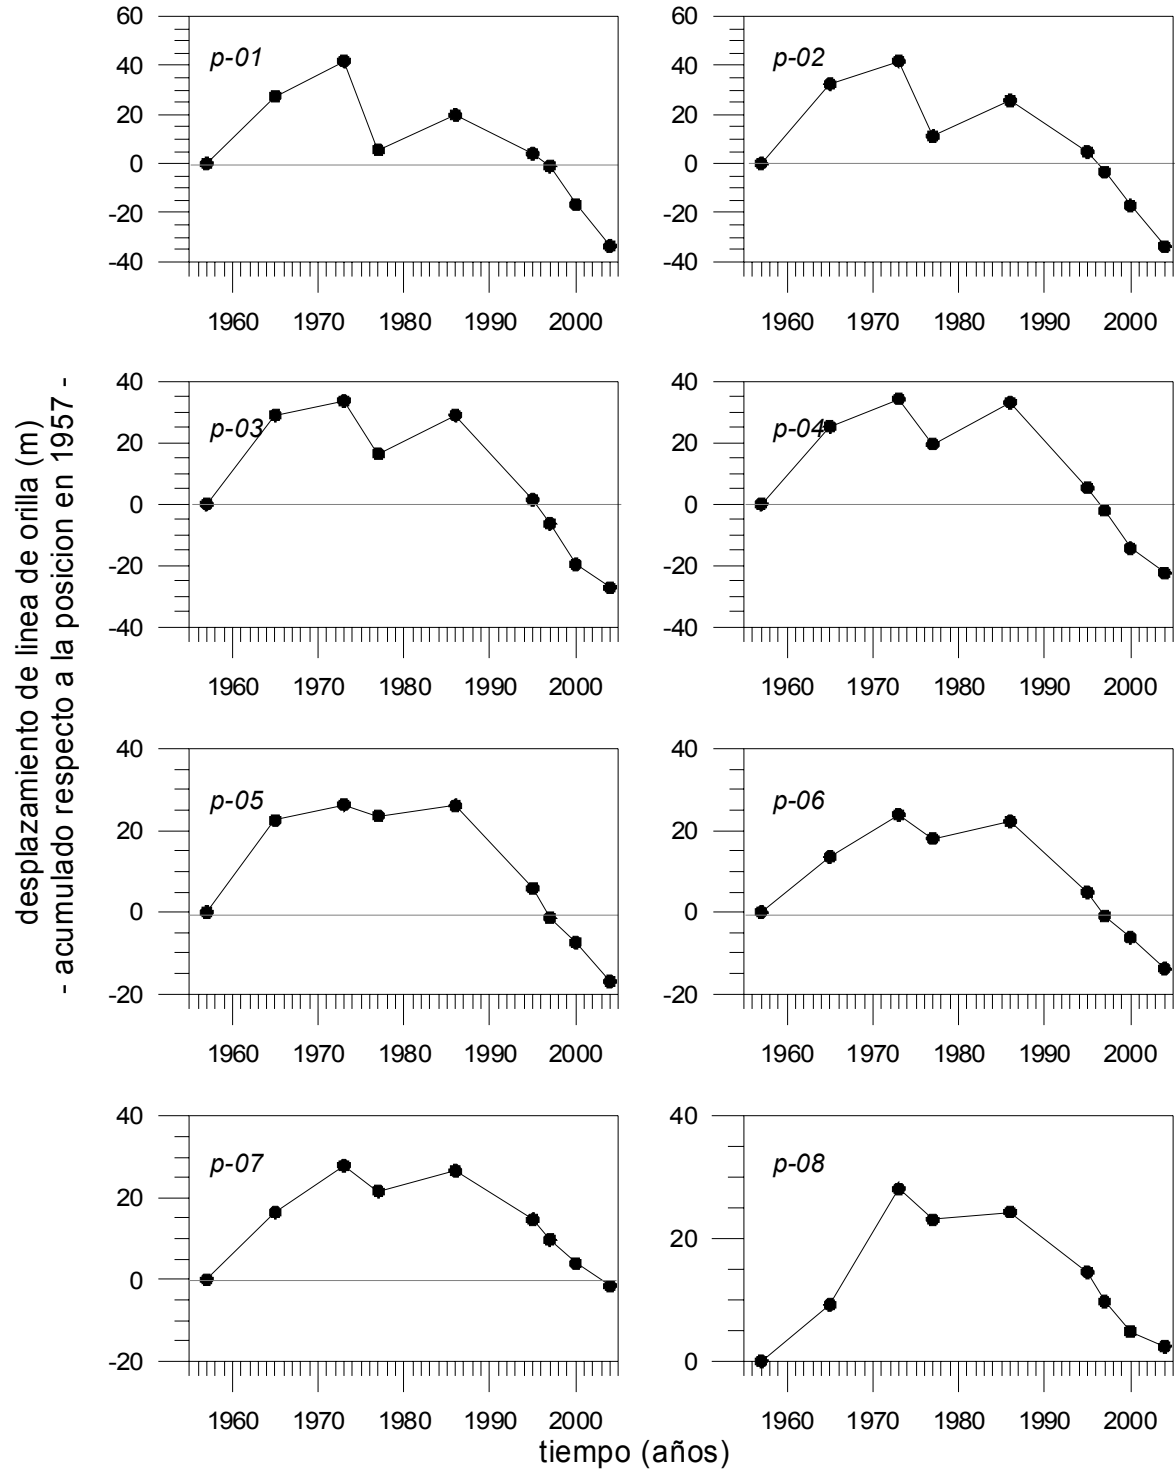 desplazamiento de linea de orilla (m)
- acumulado respecto a la posicion en 1957 -
p-01
60
40
20
0
-20
-40
1960 1970 1980 1990 2000
p-02
60
40
20
0
-20
-40
1960 1970 1980 1990 2000
p-03
40
20
0
-20
-40
1960 1970 1980 1990 2000
p-04
40
20
0
-20
-40
1960 1970 1980 1990 2000
p-05
40
20
0
-20
1960 1970 1980 1990 2000
p-06
40
20
0
-20
1960 1970 1980 1990 2000
p-07
40
20
0
-20
1960 1970 1980 1990 2000
p-08
40
20
0
1960 1970 1980 1990 2000
tiempo (años)